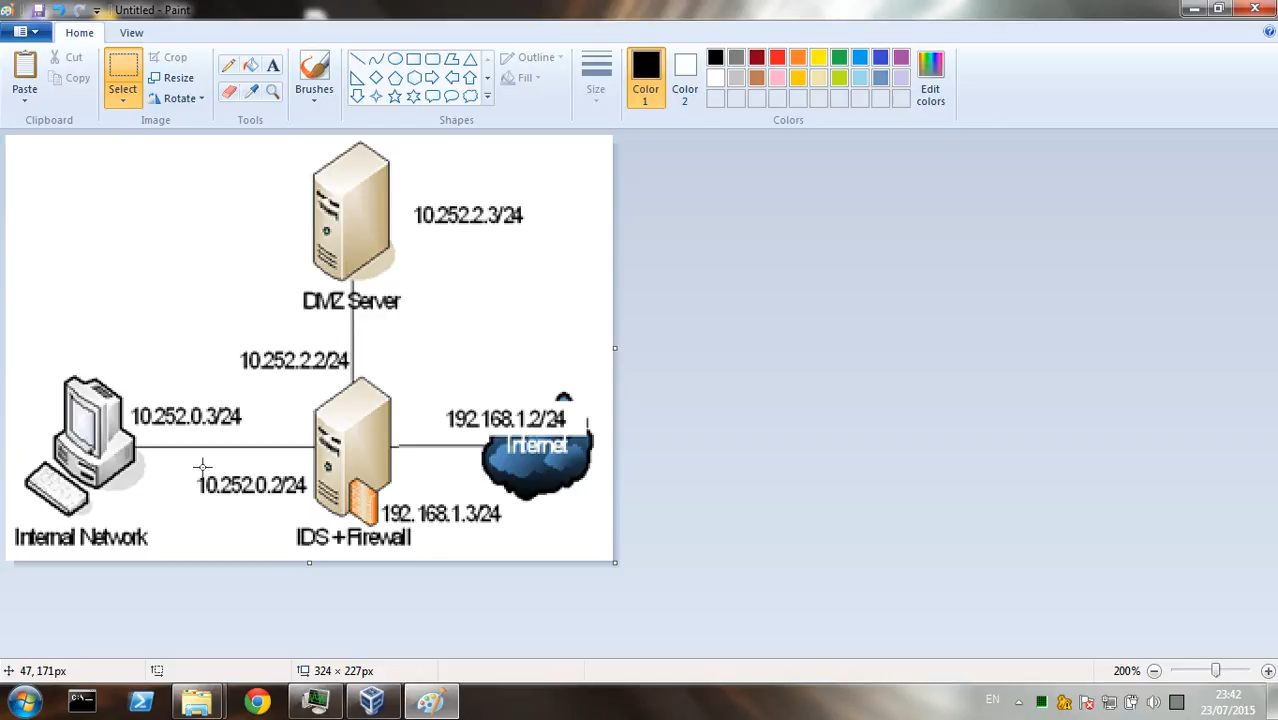 Untitled - Paint
Home
View
Paste
Cut
Copy
Clipboard
Select
Crop
Resize
Rotate
Image
A
Tools
Brushes
Shapes
Outline
Fill
Size
Color 1
Color 2
Edit colors
Colors
10.252.2.3/24
DMZ Server
10.252.2.2/24
10.252.0.3/24
192.168.1.2/24
Internet
10.252.0.2/24
192.168.1.3/24
Internal Network
IDS +Firewall
47, 171px
324 × 227px
200%
EN
23:42
23/07/2015